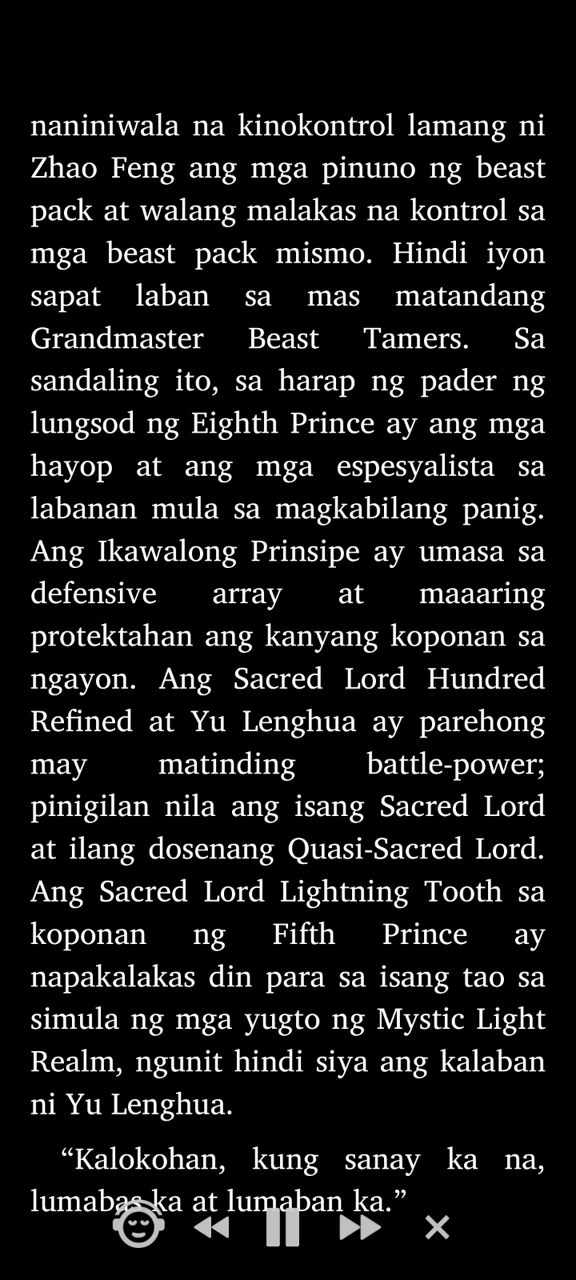 naniniwala na kinokontrol lamang ni
Zhao Feng ang mga pinuno ng beast
pack at walang malakas na kontrol sa
mga beast pack mismo. Hindi iyon
sapat laban sa mas matandang
Grandmaster Beast Tamers. Sa
sandaling ito, sa harap ng pader ng
lungsod ng Eighth Prince ay ang mga
hayop at ang mga espesyalista sa
labanan mula sa magkabilang panig.
Ang Ikawalong Prinsipe ay umasa sa
defensive array at maaaring
protektahan ang kanyang koponan sa
ngayon. Ang Sacred Lord Hundred
Refined at Yu Lenghua ay parehong
may matinding battle-power;
pinigilan nila ang isang Sacred Lord
at ilang dosenang Quasi-Sacred Lord.
Ang Sacred Lord Lightning Tooth sa
koponan ng Fifth Prince ay
napakalakas din para sa isang tao sa
simula ng mga yugto ng Mystic Light
Realm, ngunit hindi siya ang kalaban
ni Yu Lenghua.
“Kalokohan, kung sanay ka na,
lumabas ka at lumaban ka.”